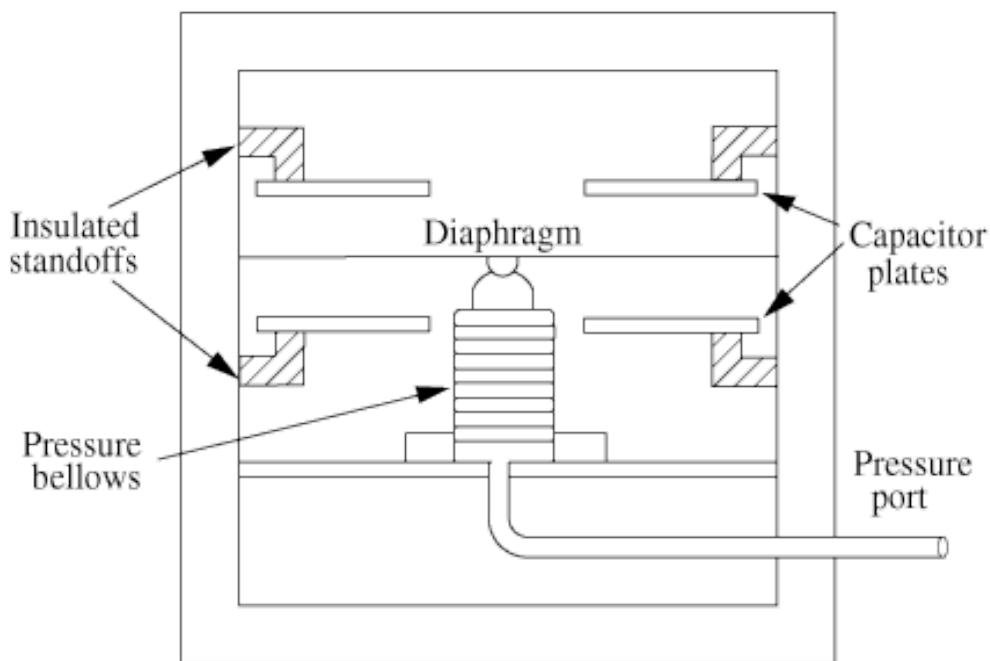 Insulated
standoffs
Diaphragm
Capacitor
plates
Pressure
bellows
Pressure
port